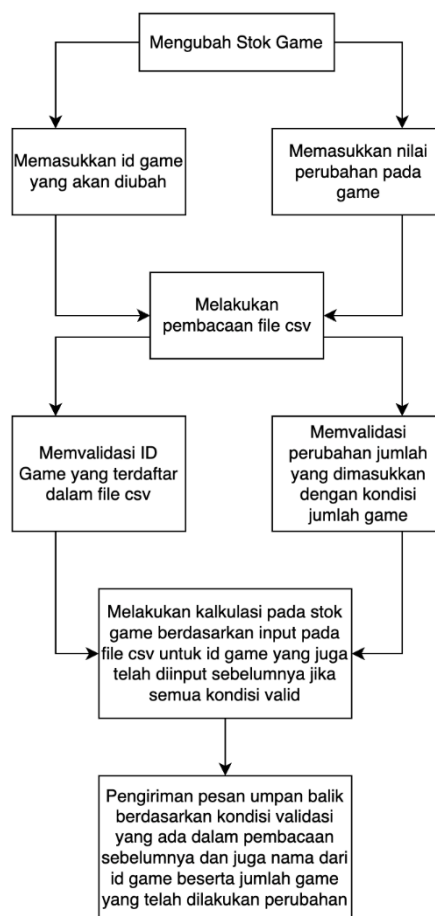 Mengubah Stok Game
Memasukkan id game
yang akan diubah
Memasukkan nilai
perubahan pada
game
Melakukan
pembacaan file csv
Memvalidasi ID
Game yang terdaftar
dalam file csv
Memvalidasi
perubahan jumlah
yang dimasukkan
dengan kondisi
jumlah game
Melakukan kalkulasi pada stok
game berdasarkan input pada
file csv untuk id game yang juga
telah diinput sebelumnya jika
semua kondisi valid
Pengiriman pesan umpan balik
berdasarkan kondisi validasi
yang ada dalam pembacaan
sebelumnya dan juga nama dari
id game beserta jumlah game
yang telah dilakukan perubahan